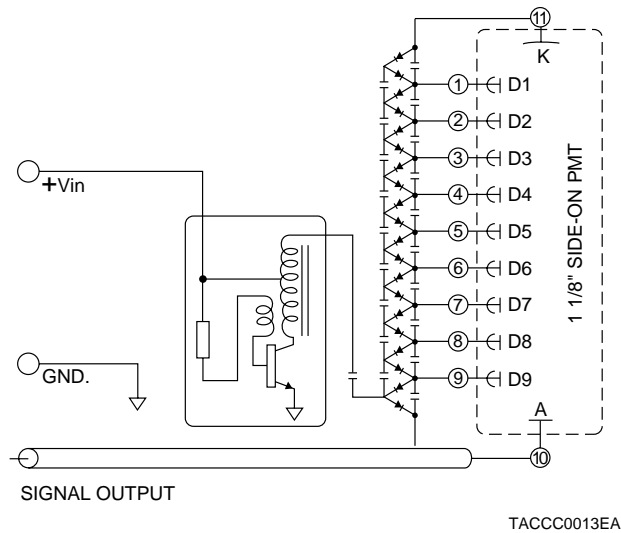 11
K
1 D1
2 D2
3 D3
4 D4
5 D5
6 D6
7 D7
8 D8
9 D9
1 1/8" SIDE-ON PMT
+Vin
GND.
A
10
SIGNAL OUTPUT
TACCC0013EA